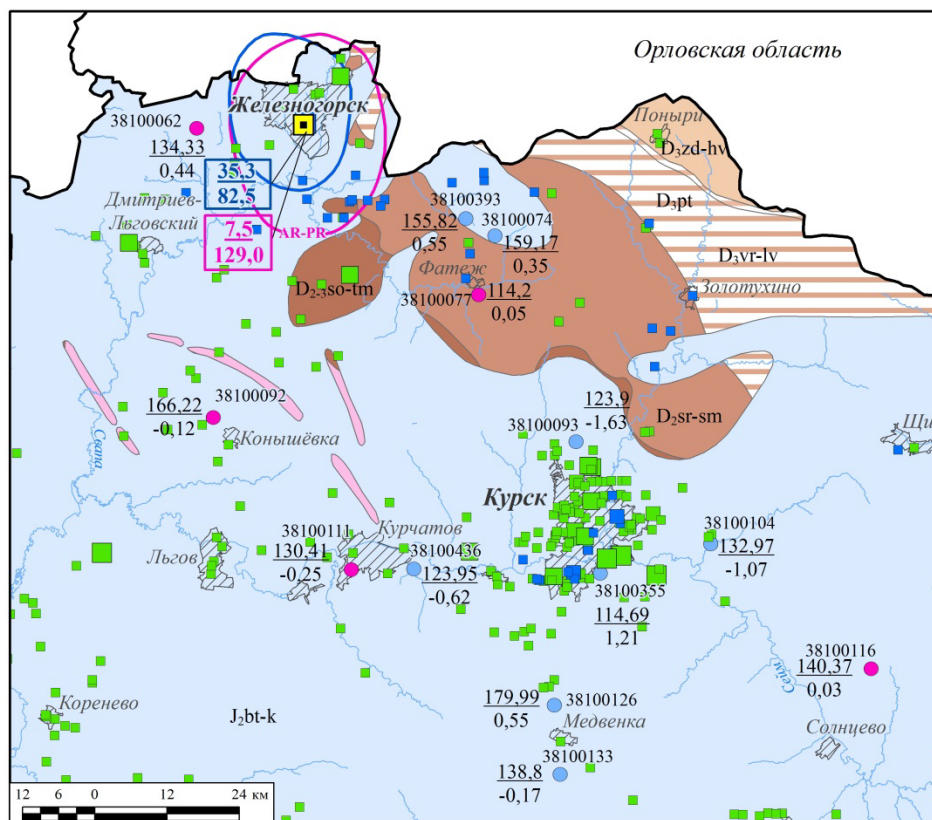 Орловская область
Железногорск
Поныри
D₃zd-hv
38100062
134,33
0,44
35,3
82,5
7,5
129,0
AR-PR
Дмитриев-
Льговский
38100393
155,82
0,55
38100074
159,17
0,35
D₃pt
D₃vr-lv
Фатеж
38100077
114,2
0,05
D₂₋₃so-tm
Золотухино
38100092
166,22
-0,12
Конышёвка
Свапа
123,9
-1,63
38100093
D₂sr-sm
Щи
Курск
38100111
130,41
-0,25
Курчатов
38100436
123,95
-0,62
Льгов
38100104
132,97
-1,07
38100355
114,69
1,21
38100116
140,37
0,03
Сейм
Коренево
J₂bt-k
179,99
0,55
38100126
Медвенка
Солнцево
38100133
138,8
-0,17
12 6 0 12 24 км